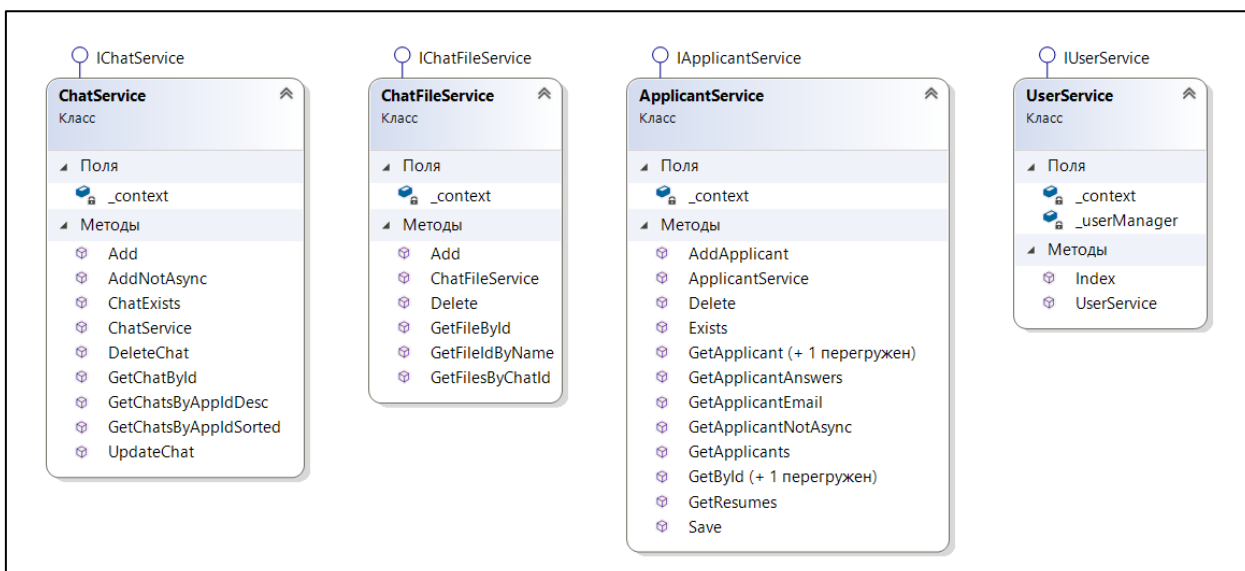 IChatService
ChatService
Класс
Поля
_context
Методы
Add
AddNotAsync
ChatExists
ChatService
DeleteChat
GetChatById
GetChatsByAppIdDesc
GetChatsByAppIdSorted
UpdateChat
IChatFileService
ChatFileService
Класс
Поля
_context
Методы
Add
ChatFileService
Delete
GetFileById
GetFileIdByName
GetFilesByChatId
IApplicantService
ApplicantService
Класс
Поля
_context
Методы
AddApplicant
ApplicantService
Delete
Exists
GetApplicant (+ 1 перегружен)
GetApplicantAnswers
GetApplicantEmail
GetApplicantNotAsync
GetApplicants
GetById (+ 1 перегружен)
GetResumes
Save
IUserService
UserService
Класс
Поля
_context
_userManager
Методы
Index
UserService